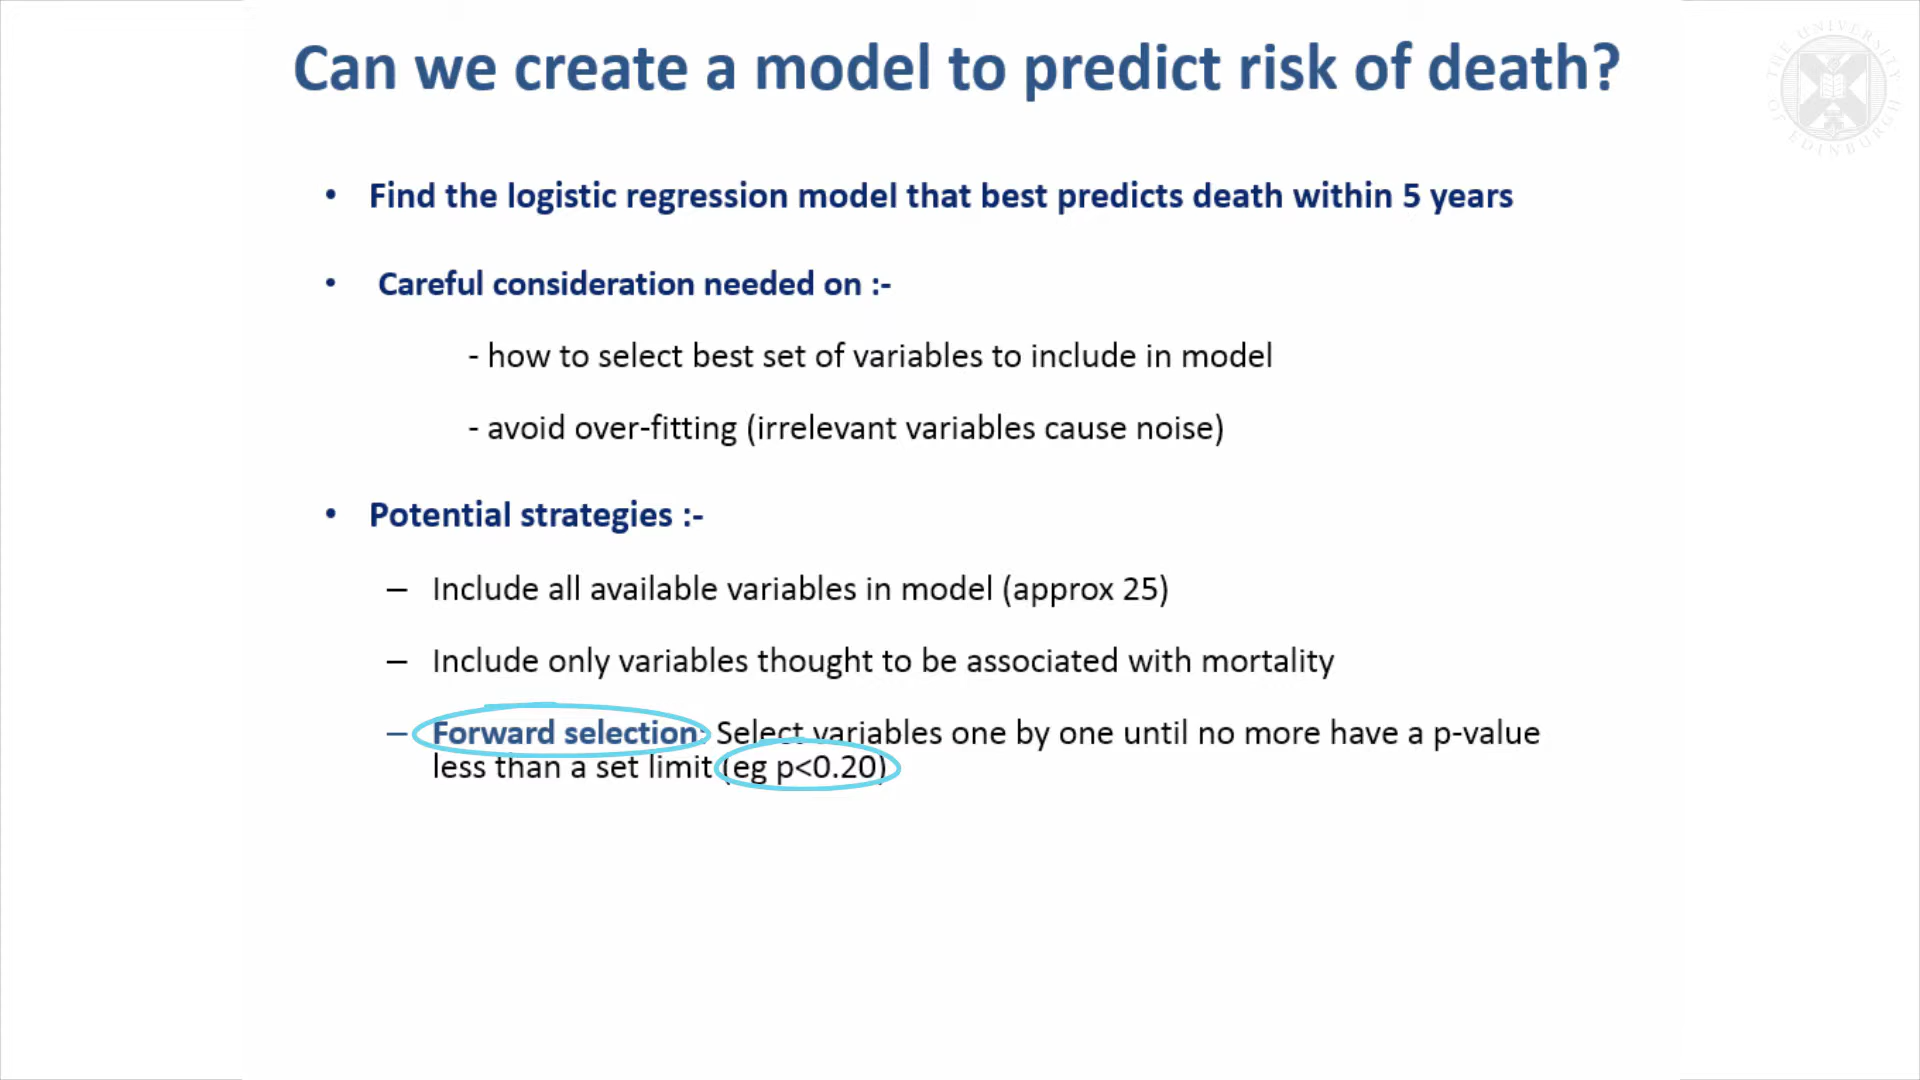 Can we create a model to predict risk of death?
THE UNIVERSITY OF EDINBURGH
• Find the logistic regression model that best predicts death within 5 years
• Careful consideration needed on :-
- how to select best set of variables to include in model
- avoid over-fitting (irrelevant variables cause noise)
• Potential strategies :-
– Include all available variables in model (approx 25)
– Include only variables thought to be associated with mortality
– Forward selection: Select variables one by one until no more have a p-value
less than a set limit (eg p<0.20)